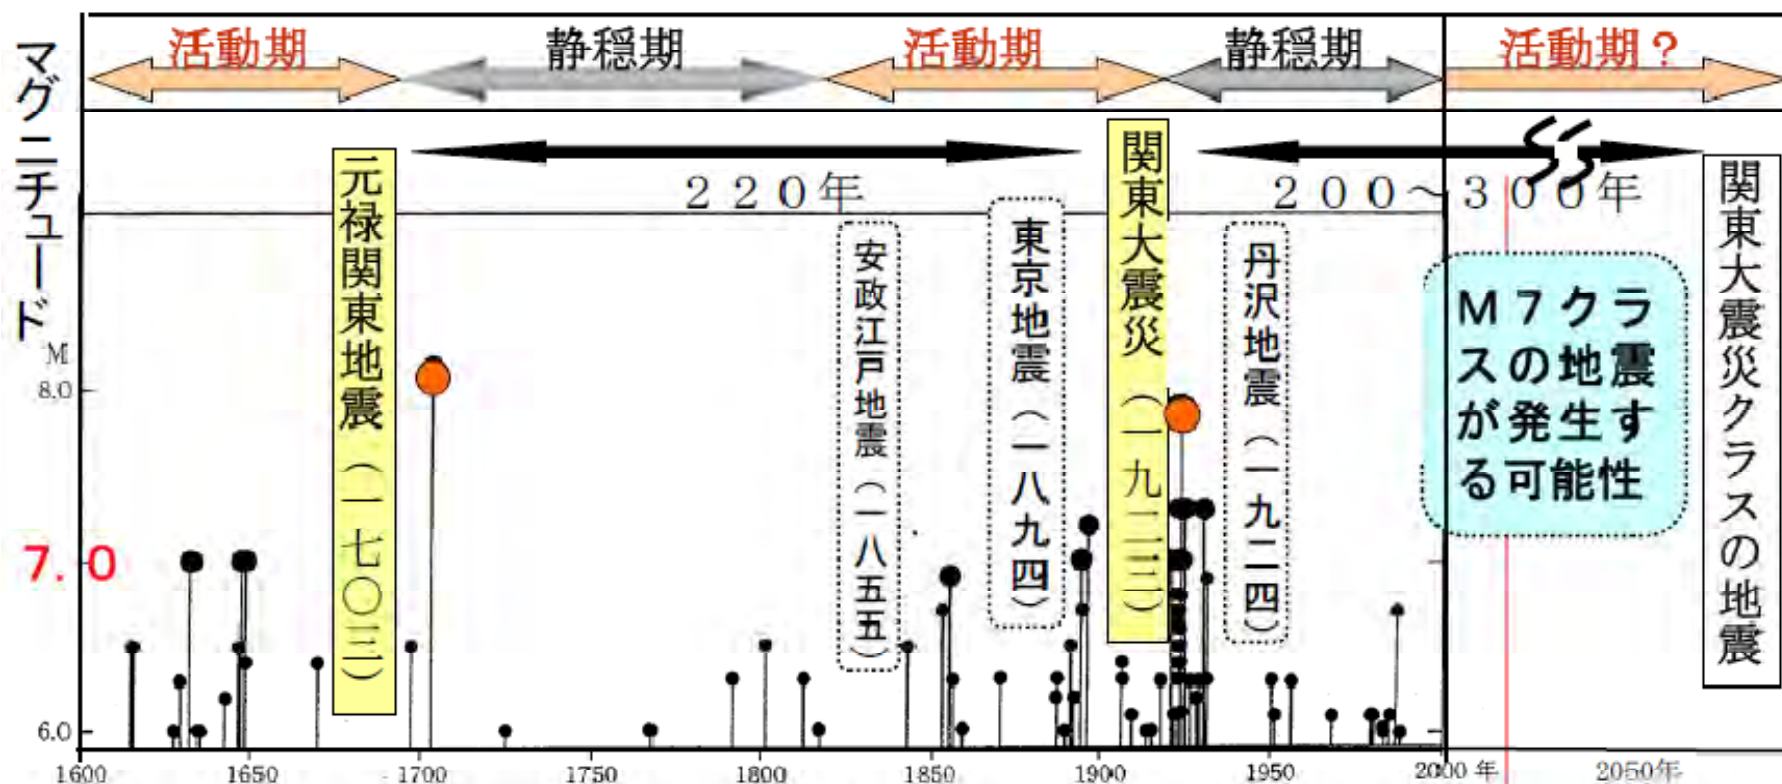 マグニチュード
活動期
静穏期
活動期
静穏期
活動期？
２２０年
２００～３００年
元禄関東地震（一七〇三）
安政江戸地震（一八五五）
東京地震（一八九四）
関東大震災（一九二三）
丹沢地震（一九二四）
M７クラ
スの地震
が発生す
る可能性
関東大震災クラスの地震
M
8.0
7.0
6.0
1600
1650
1700
1750
1800
1850
1900
1950
2000 年
2050年